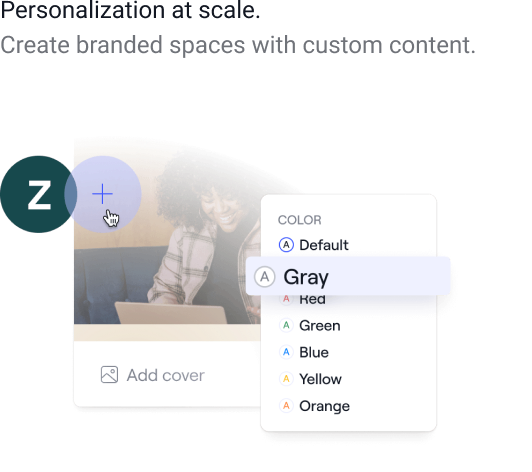 Personalization at scale.
Create branded spaces with custom content.
Z
COLOR
A Default
A Gray
A Red
A Green
A Blue
A Yellow
A Orange
Add cover